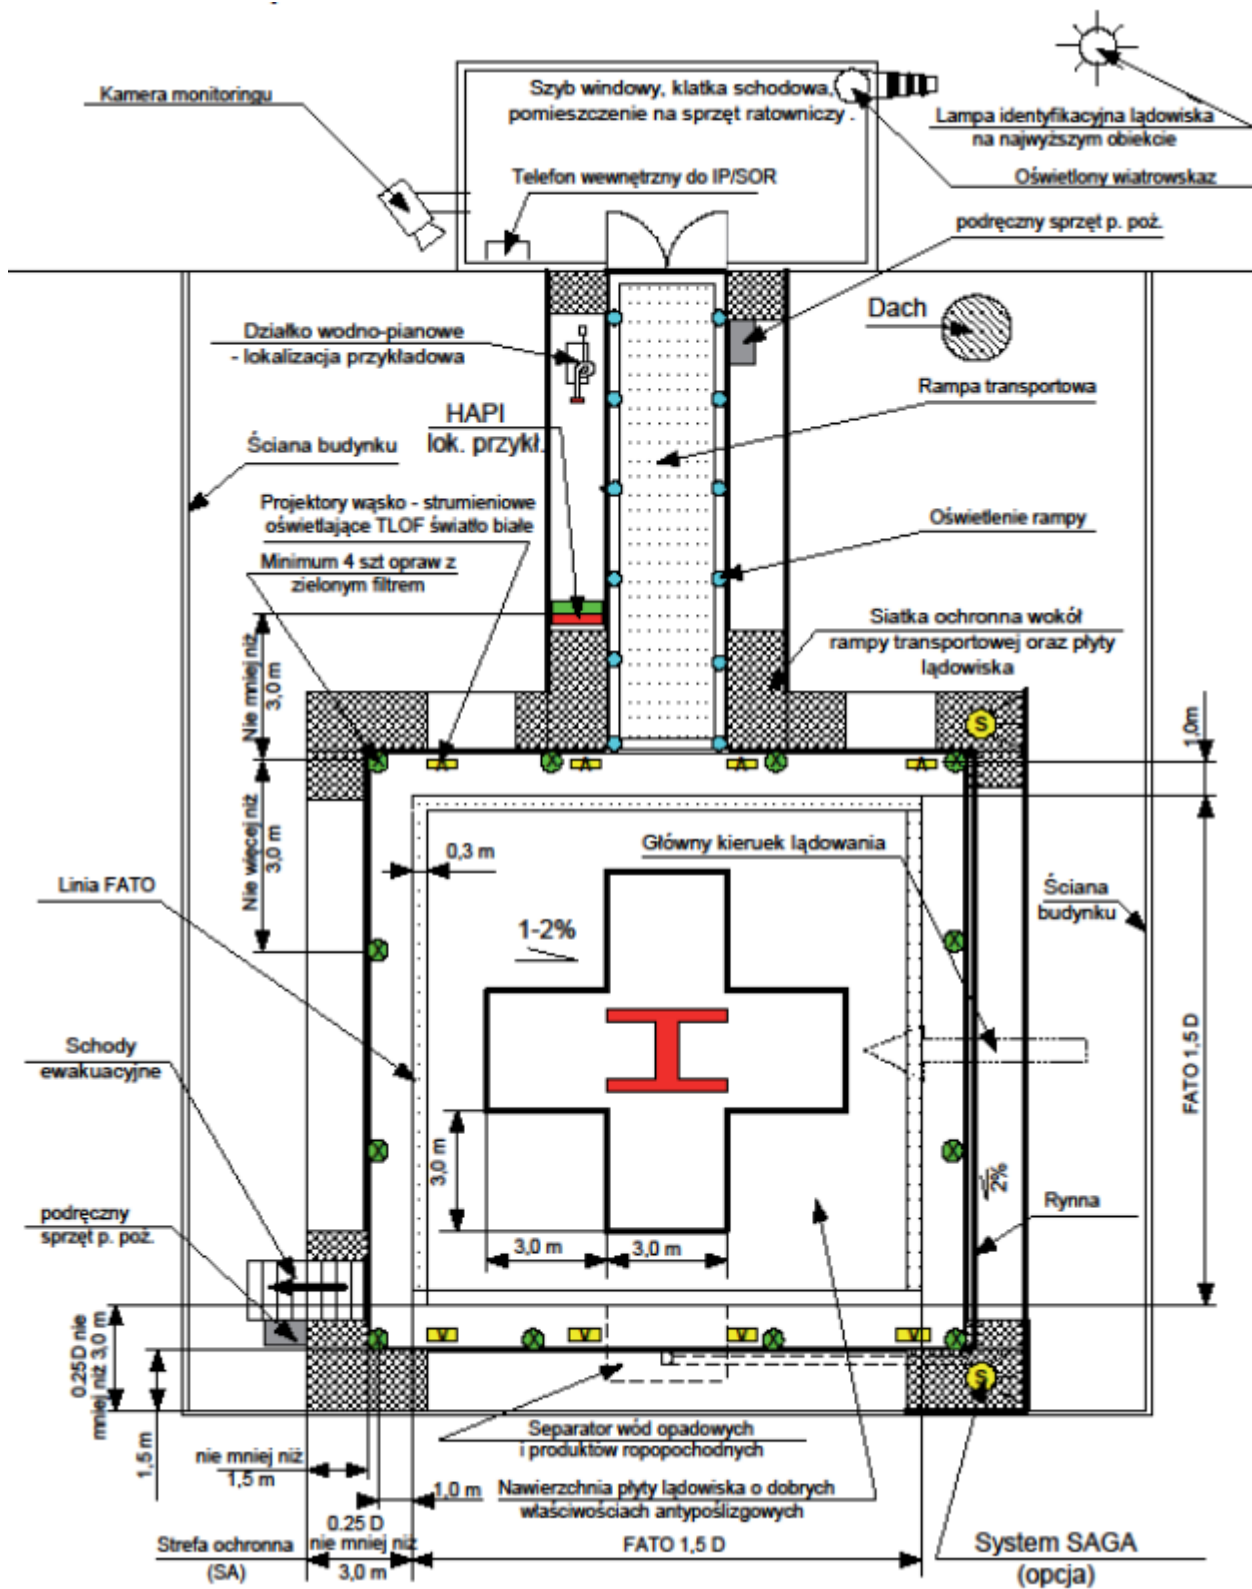 Kamera monitoringu
Szyb windowy, klatka schodowa,
pomieszczenie na sprzęt ratowniczy .
Lampa identyfikacyjna lądowiska
na najwyższym obiekcie
Telefon wewnętrzny do IP/SOR
Oświetlony wiatrowskaz
podręczny sprzęt p. poż.
Dach
Działko wodno-pianowe
- lokalizacja przykładowa
Rampa transportowa
HAPI
lok. przykł.
Ściana budynku
Projektory wąsko - strumieniowe
oświetlające TLOF światło białe
Oświetlenie rampy
Minimum 4 szt opraw z
zielonym filtrem
Siatka ochronna wokół
rampy transportowej oraz płyty
lądowiska
Nie mniej niż
3,0 m
S
1,0m
X
X
X
X
Λ
Λ
Λ
Λ
Nie więcej niż
3,0 m
0,3 m
Główny kieruek lądowania
Linia FATO
Ściana
budynku
1-2%
X
X
H
FATO 1,5 D
Schody
ewakuacyjne
3,0 m
X
X
2%
podręczny
sprzęt p. poż.
Rynna
3,0 m
3,0 m
0.25 D nie
mniej niż 3,0 m
X
X
X
X
V
V
V
V
S
1,5 m
Separator wód opadowych
i produktów ropopochodnych
nie mniej niż
1,5 m
1,0 m
Nawierzchnia płyty lądowiska o dobrych
właściwościach antypoślizgowych
Strefa ochronna
(SA)
0.25 D
nie mniej niż
3,0 m
FATO 1,5 D
System SAGA
(opcja)